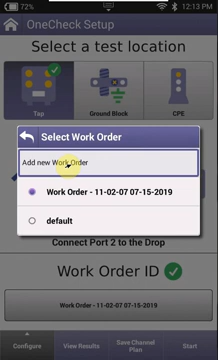 72% 12:13 PM
OneCheck Setup
Select a test location
Tap Ground Block CPE
Select Work Order
Add new Work Order
Work Order - 11-02-07 07-15-2019
default
Connect Port 2 to the Drop
Work Order ID
Work Order - 11-02-07 07-15-2019
Configure View Results Save Channel Plan Start